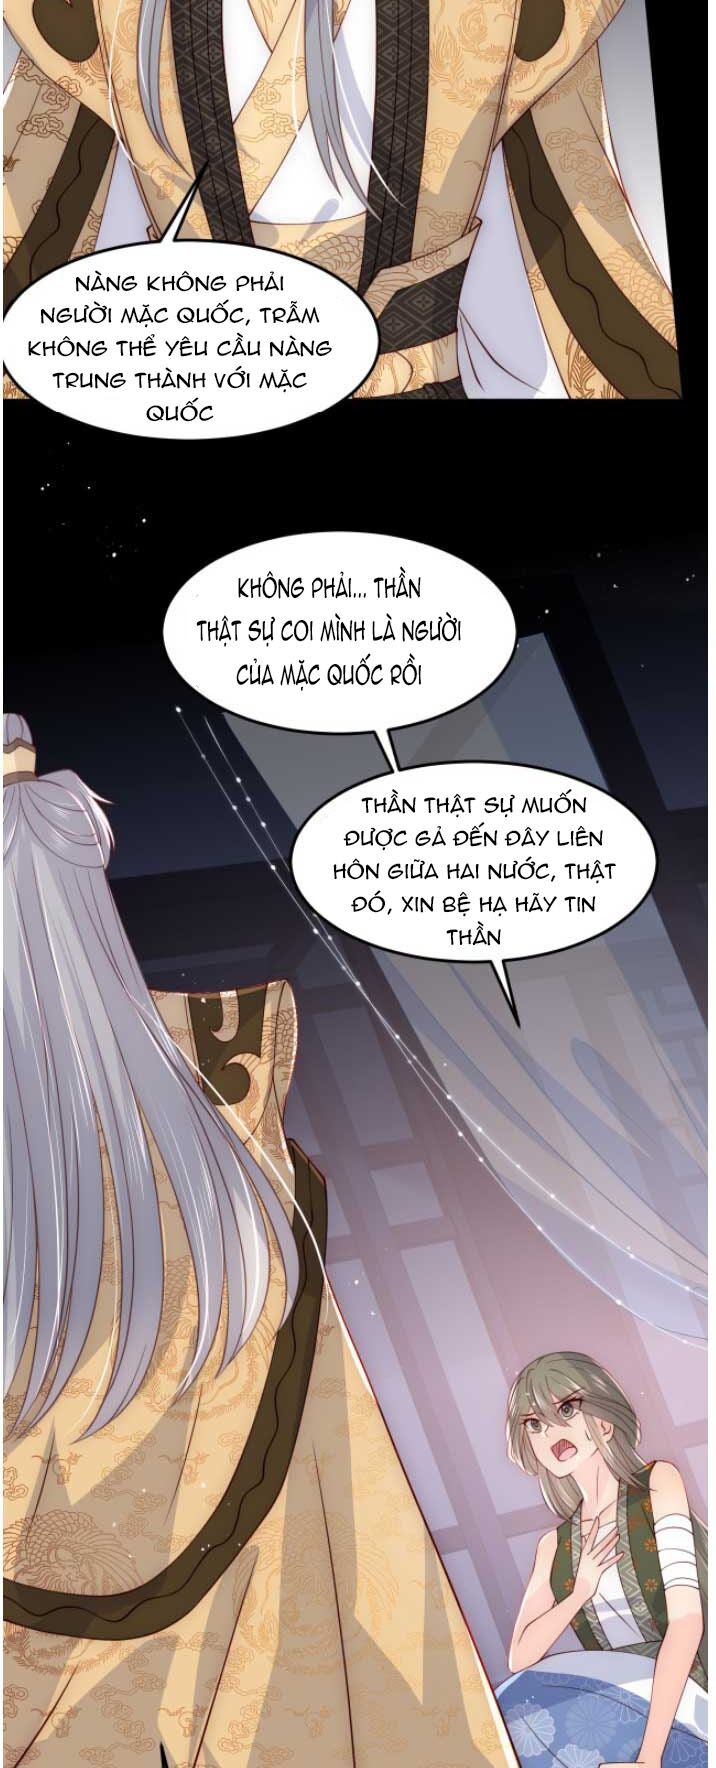 NÀNG KHÔNG PHẢI
NGƯỜI MẶC QUỐC, TRẪM
KHÔNG THỂ YÊU CẦU NÀNG
TRUNG THÀNH VỚI MẶC
QUỐC
KHÔNG PHẢI... THẦN
THẬT SỰ COI MÌNH LÀ NGƯỜI
CỦA MẶC QUỐC RỒI
THẦN THẬT SỰ MUỐN
ĐƯỢC GẢ ĐẾN ĐÂY LIÊN
HÔN GIỮA HAI NƯỚC, THẬT
ĐÓ, XIN BỆ HẠ HÃY TIN
THẦN